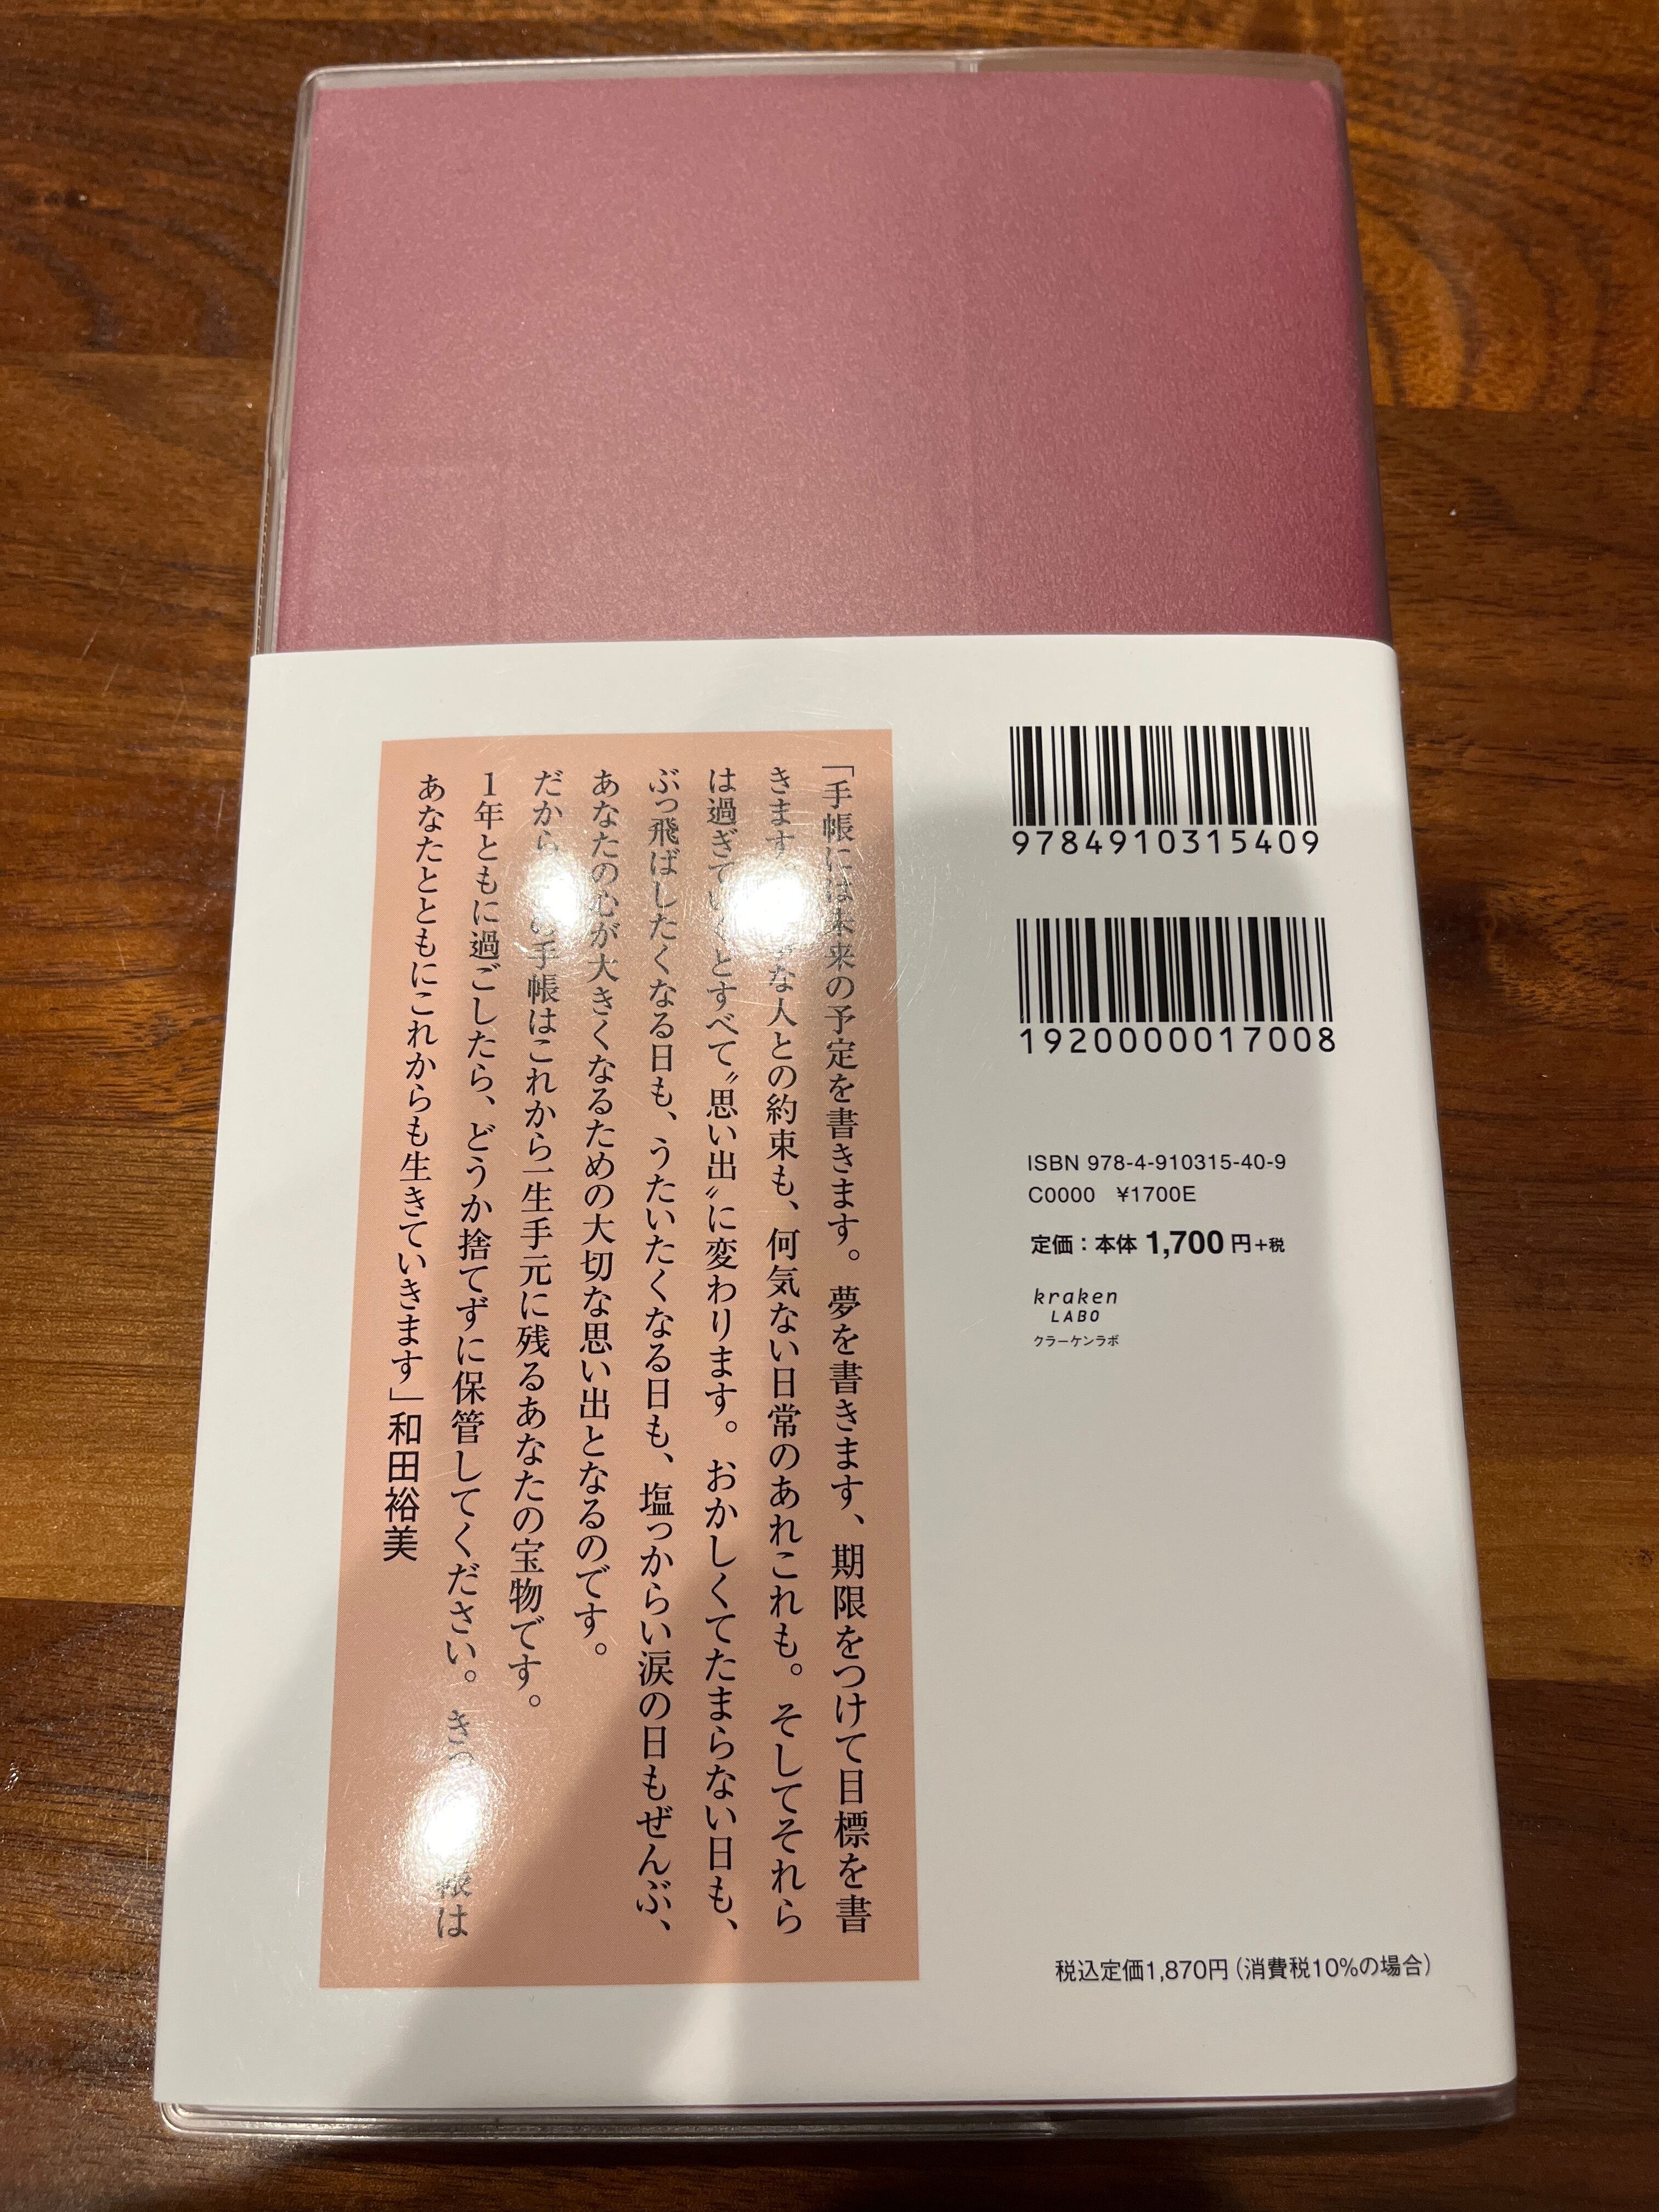 9784910315409
1920000017008
ISBN 978-4-910315-40-9
C0000 ¥1700E
定価：本体 1,700 円+税
kraken
LABO
クラーケンラボ
「手帳には未来の予定を書きます。夢を書きます、期限をつけて目標を書
きます。な人との約束も、何気ない日常のあれこれも。そしてそれら
は過ぎていくとすべて〝思い出〟に変わります。おかしくてたまらない日も、
ぶっ飛ばしたくなる日も、うたいたくなる日も、塩っからい涙の日もぜんぶ、
あなたの心が大きくなるための大切な思い出となるのです。
だから手帳はこれから一生手元に残るあなたの宝物です。
1年ともに過ごしたら、どうか捨てずに保管してください。きっ帳は
あなたとともにこれからも生きていきます」和田裕美
税込定価1,870円（消費税10%の場合）